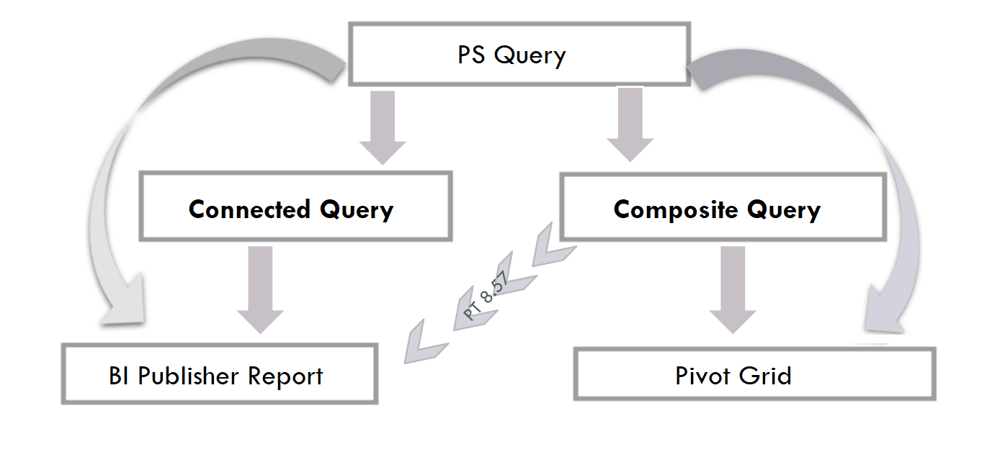 PS Query
Connected Query
Composite Query
PT 8.57
BI Publisher Report
Pivot Grid